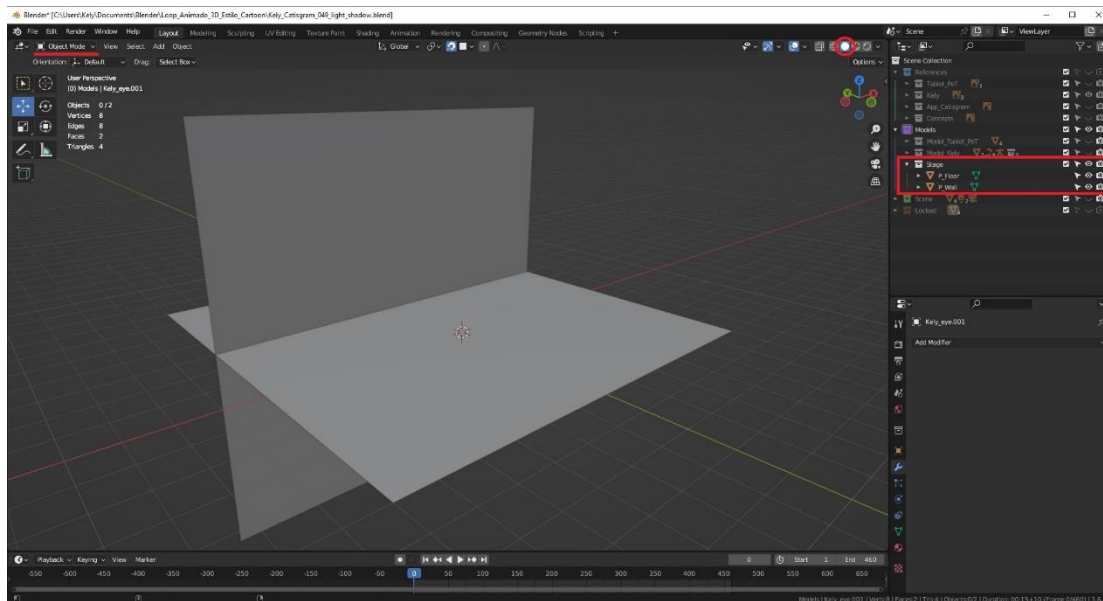 Blender* [C:\Users\Kely\Documents\Blender\Loop_Animado_3D_Estilo_Cartoon\Kely_Catisgram_049_light_shadow.blend]
File Edit Render Window Help Layout Modeling Sculpting UV Editing Texture Paint Shading Animation Rendering Compositing Geometry Nodes Scripting + Scene ViewLayer
Object Mode View Select Add Object Global
Orientation: Default Drag: Select Box Options
User Perspective
(0) Models | Kely_eye.001
Objects 0/2
Vertices 8
Edges 8
Faces 2
Triangles 4
Scene Collection
References
Tablet_PeT
Kely
App_Catisgram
Concepts
Models
Model_Tablet_PeT
Model_Kely
Stage
P_Floor
P_Wall
Scene
Locked
Kely_eye.001
Add Modifier
Playback Keying View Marker 0 Start 1 End 460
-550 -500 -450 -400 -350 -300 -250 -200 -150 -100 -50 0 50 100 150 200 250 300 350 400 450 500 550 600 650